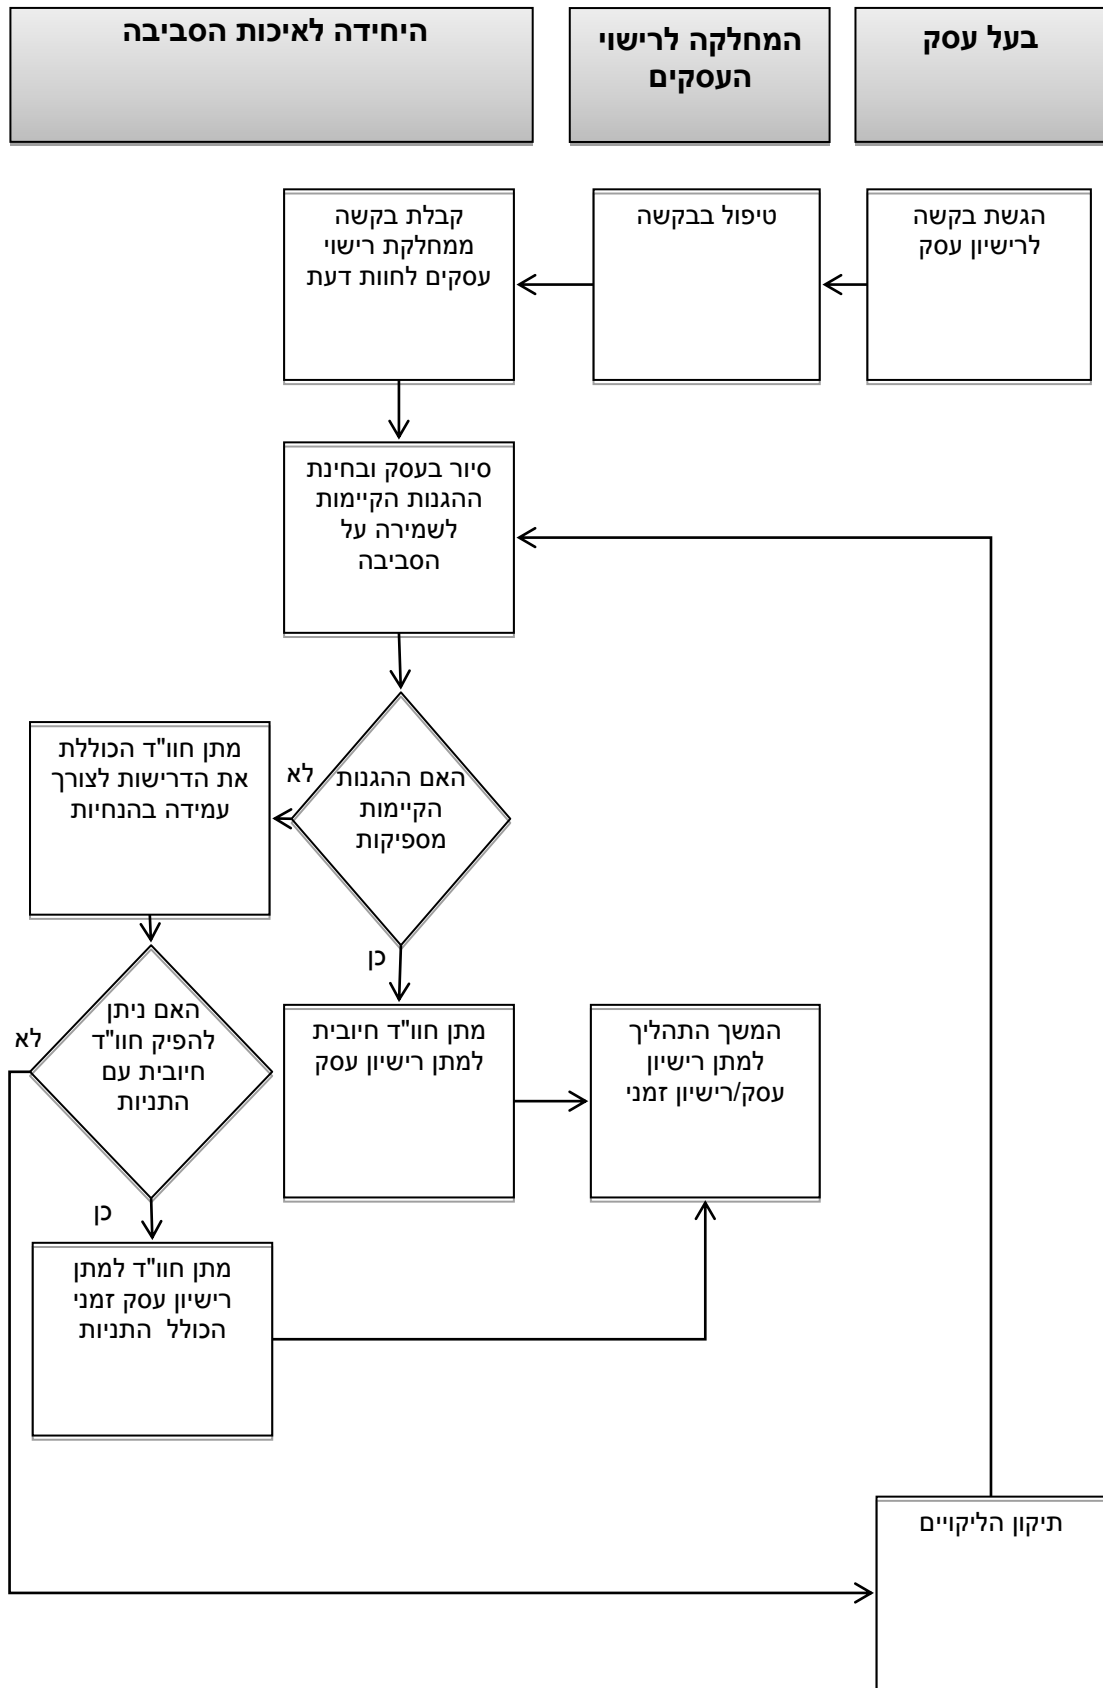 בעל עסק
המחלקה לרישוי
העסקים
היחידה לאיכות הסביבה
הגשת בקשה
לרישיון עסק
טיפול בבקשה
קבלת בקשה
ממחלקת רישוי
עסקים לחוות דעת
סיור בעסק ובחינת
ההגנות הקיימות
לשמירה על
הסביבה
האם ההגנות
הקיימות
מספיקות
לא
מתן חוו"ד הכוללת
את הדרישות לצורך
עמידה בהנחיות
כן
מתן חוו"ד חיובית
למתן רישיון עסק
המשך התהליך
למתן רישיון
עסק/רישיון זמני
האם ניתן
להפיק חוו"ד
חיובית עם
התניות
לא
כן
מתן חוו"ד למתן
רישיון עסק זמני
הכולל התניות
תיקון הליקויים